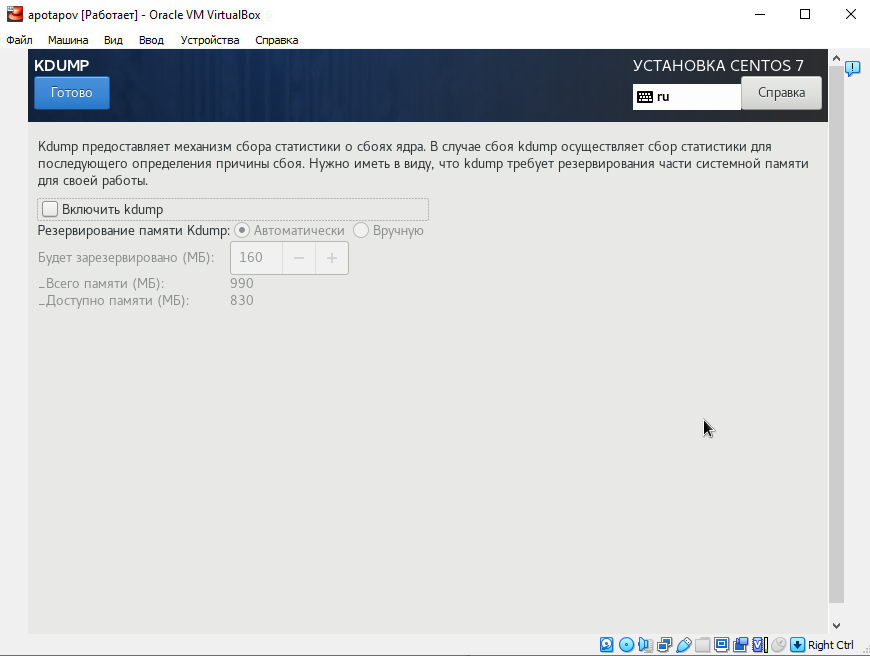 apotapov [Работает] - Oracle VM VirtualBox
Файл Машина Вид Ввод Устройства Справка
KDUMP
УСТАНОВКА CENTOS 7
Готово
ru
Справка
Kdump предоставляет механизм сбора статистики о сбоях ядра. В случае сбоя kdump осуществляет сбор статистики для
последующего определения причины сбоя. Нужно иметь в виду, что kdump требует резервирования части системной памяти
для своей работы.
Включить kdump
Резервирование памяти Kdump: Автоматически Вручную
Будет зарезервировано (МБ): 160 − +
_Всего памяти (МБ): 990
_Доступно памяти (МБ): 830
Right Ctrl